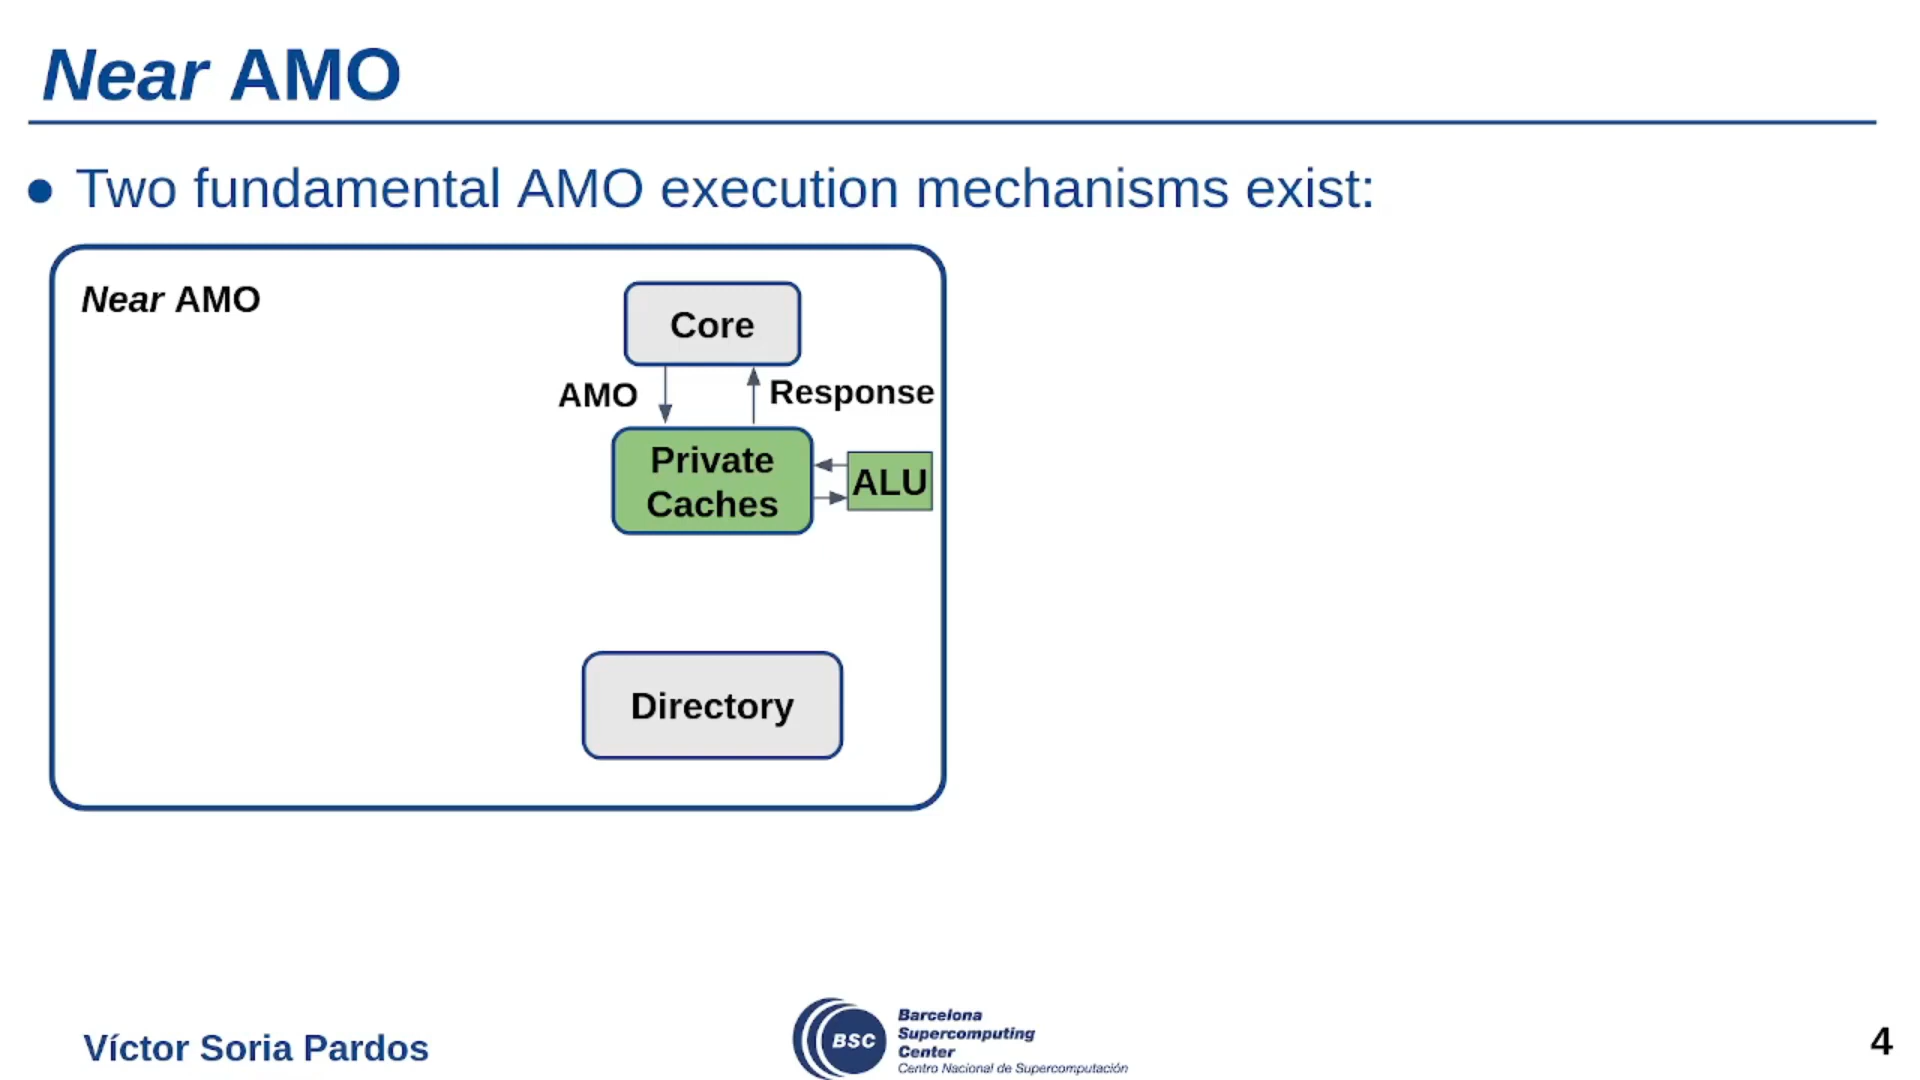 Near AMO
● Two fundamental AMO execution mechanisms exist:
Near AMO
Core
AMO
Response
Private
Caches
ALU
Directory
Víctor Soria Pardos
BSC
Barcelona
Supercomputing
Center
Centro Nacional de Supercomputación
4